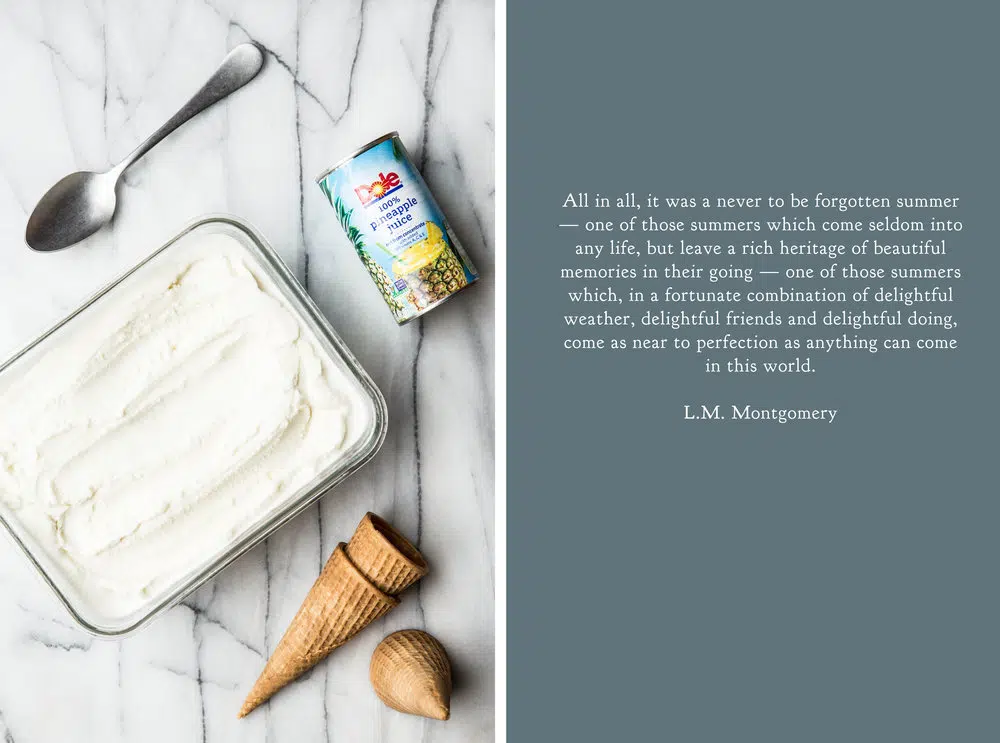 Dole
100%
pineapple
juice
from concentrate
All in all, it was a never to be forgotten summer
— one of those summers which come seldom into
any life, but leave a rich heritage of beautiful
memories in their going — one of those summers
which, in a fortunate combination of delightful
weather, delightful friends and delightful doing,
come as near to perfection as anything can come
in this world.
L.M. Montgomery